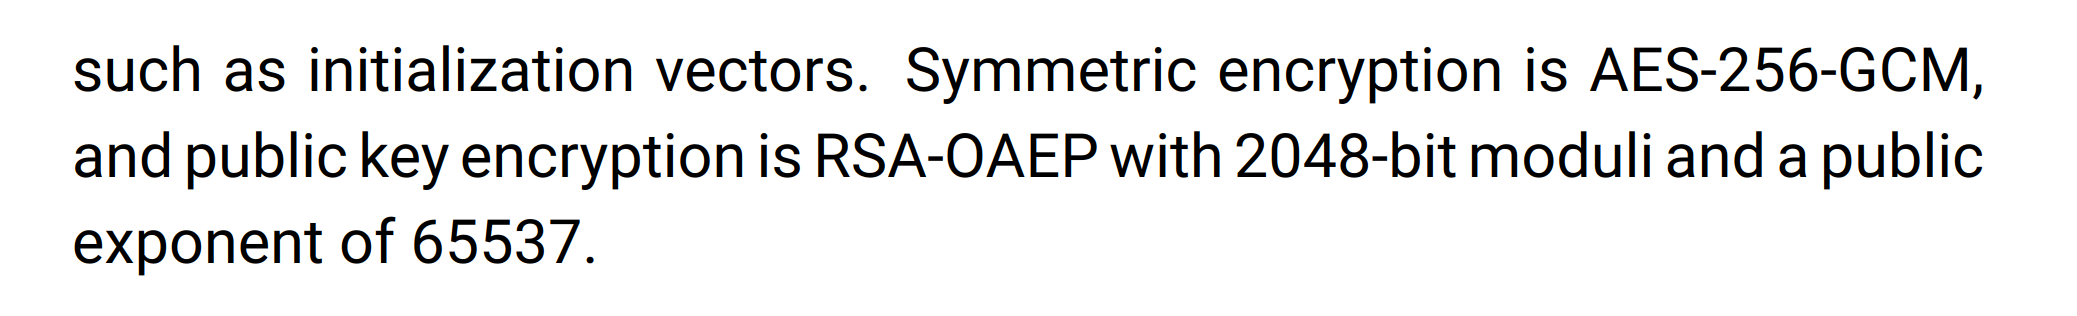 such as initialization vectors. Symmetric encryption is AES-256-GCM,
and public key encryption is RSA-OAEP with 2048-bit moduli and a public
exponent of 65537.